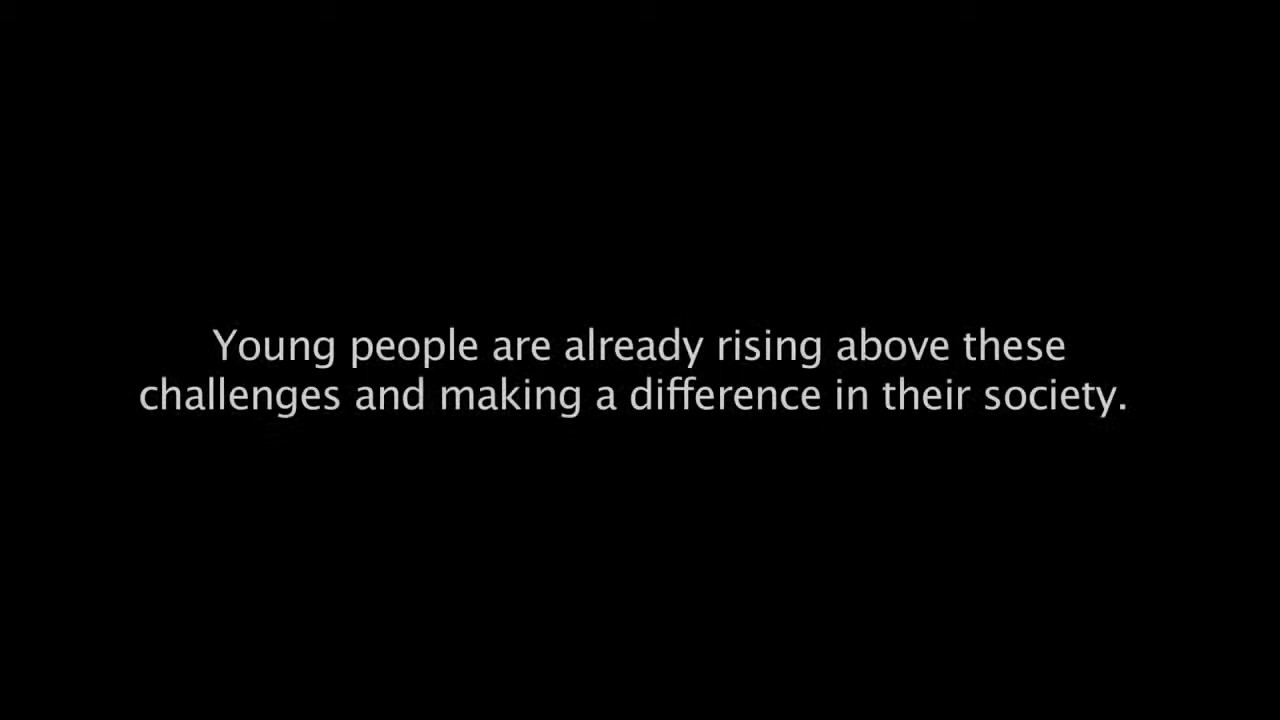 Young people are already rising above these
challenges and making a difference in their society.